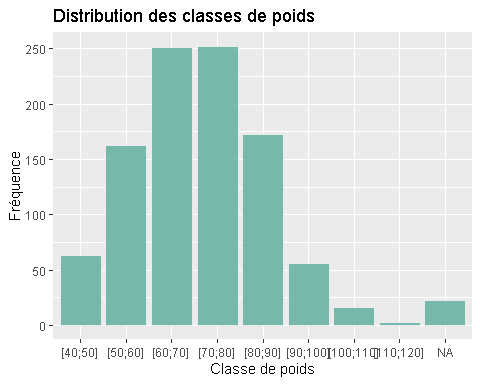 Distribution des classes de poids
Fréquence
250
200
150
100
50
0
[40;50] [50;60] [60;70] [70;80] [80;90] [90;100] [100;110] [110;120] NA
Classe de poids